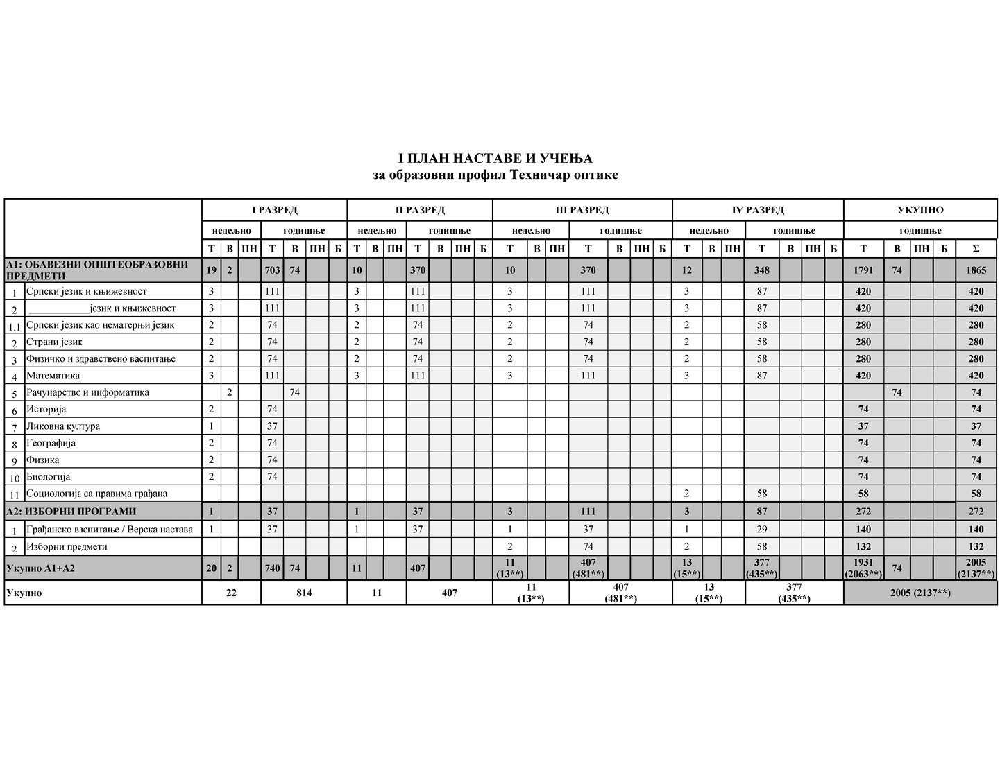 I ПЛАН НАСТАВЕ И УЧЕЊА
за образовни профил Техничар оптике
I РАЗРЕД II РАЗРЕД III РАЗРЕД IV РАЗРЕД УКУПНО
недељно годишње недељно годишње недељно годишње недељно годишње годишње
Т В ПН Т В ПН Б Т В ПН Т В ПН Б Т В ПН Т В ПН Б Т В ПН Т В ПН Б Т В ПН Б Σ
А1: ОБАВЕЗНИ ОПШТЕОБРАЗОВНИ
ПРЕДМЕТИ 19 2 703 74 10 370 10 370 12 348 1791 74 1865
1 Српски језик и књижевност 3 111 3 111 3 111 3 87 420 420
2 ____________језик и књижевност 3 111 3 111 3 111 3 87 420 420
1.1 Српски језик као нематерњи језик 2 74 2 74 2 74 2 58 280 280
2 Страни језик 2 74 2 74 2 74 2 58 280 280
3 Физичко и здравствено васпитање 2 74 2 74 2 74 2 58 280 280
4 Математика 3 111 3 111 3 111 3 87 420 420
5 Рачунарство и информатика 2 74 74 74
6 Историја 2 74 74 74
7 Ликовна култура 1 37 37 37
8 Географија 2 74 74 74
9 Физика 2 74 74 74
10 Биологија 2 74 74 74
11 Социологија са правима грађана 2 58 58 58
А2: ИЗБОРНИ ПРОГРАМИ 1 37 1 37 3 111 3 87 272 272
1 Грађанско васпитање / Верска настава 1 37 1 37 1 37 1 29 140 140
2 Изборни предмети 2 74 2 58 132 132
Укупно А1+А2 20 2 740 74 11 407 11 407 13 377 1931 74 2005
(13**) (481**) (15**) (435**) (2063**) (2137**)
Укупно 22 814 11 407 11 407 13 377 2005 (2137**)
(13**) (481**) (15**) (435**)